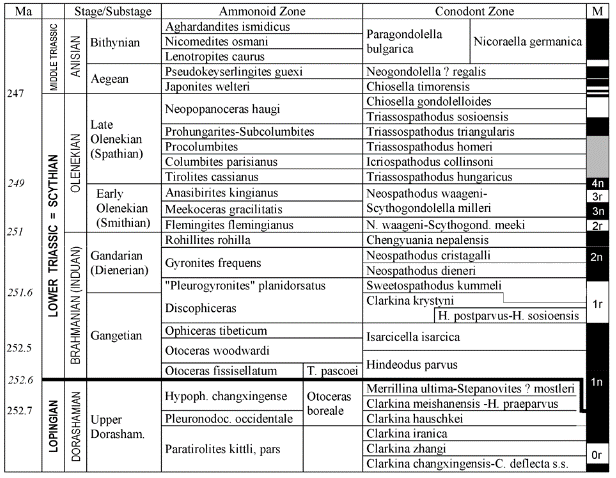 Ma Stage/Substage Ammonoid Zone Conodont Zone M
MIDDLE TRIASSIC
ANISIAN
Bithynian
Aghardandites ismidicus
Nicomedites osmani
Lenotropites caurus
Paragondolella
bulgarica
Nicoraella germanica
Aegean
Pseudokeyserlingites guexi
Neogondolella ? regalis
Japonites welteri
Chiosella timorensis
247
LOWER TRIASSIC = SCYTHIAN
OLENEKIAN
Late
Olenekian
(Spathian)
Neopopanoceras haugi
Chiosella gondolelloides
Triassospathodus sosioensis
Prohungarites-Subcolumbites
Triassospathodus triangularis
Procolumbites
Triassospathodus homeri
Columbites parisianus
Icriospathodus collinsoni
Tirolites cassianus
Triassospathodus hungaricus
249
4n
Early
Olenekian
(Smithian)
Anasibirites kingianus
Meekoceras gracilitatis
Flemingites flemingianus
Neospathodus waageni-
Scythogondolella milleri
N. waageni-Scythogond. meeki
3r
3n
2r
251
BRAHMANIAN (INDUAN)
Gandarian
(Dienerian)
Rohillites rohilla
Chengyuania nepalensis
Gyronites frequens
Neospathodus cristagalli
Neospathodus dieneri
2n
"Pleurogyronites" planidorsatus
Sweetospathodus kummeli
251.6
Gangetian
Discophiceras
Clarkina krystyni
H. postparvus-H. sosioensis
1r
Ophiceras tibeticum
Isarcicella isarcica
252.5
Otoceras woodwardi
Hindeodus parvus
Otoceras fissisellatum
T. pascoei
252.6
1n
LOPINGIAN
DORASHAMIAN
Upper
Dorasham.
Hypoph. changxingense
Otoceras
boreale
Merrillina ultima-Stepanovites ? mostleri
Clarkina meishanensis -H. praeparvus
252.7
Pleuronodoc. occidentale
Clarkina hauschkei
Paratirolites kittli, pars
Clarkina iranica
Clarkina zhangi
Clarkina changxingensis-C. deflecta s.s.
0r